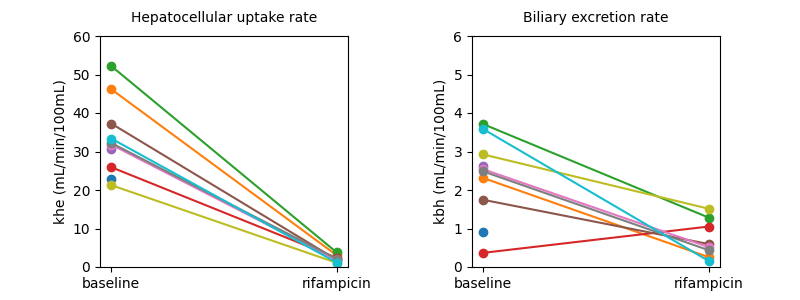 Hepatocellular uptake rate
khe (mL/min/100mL)
60
50
40
30
20
10
0
baseline
rifampicin
Biliary excretion rate
kbh (mL/min/100mL)
6
5
4
3
2
1
0
baseline
rifampicin